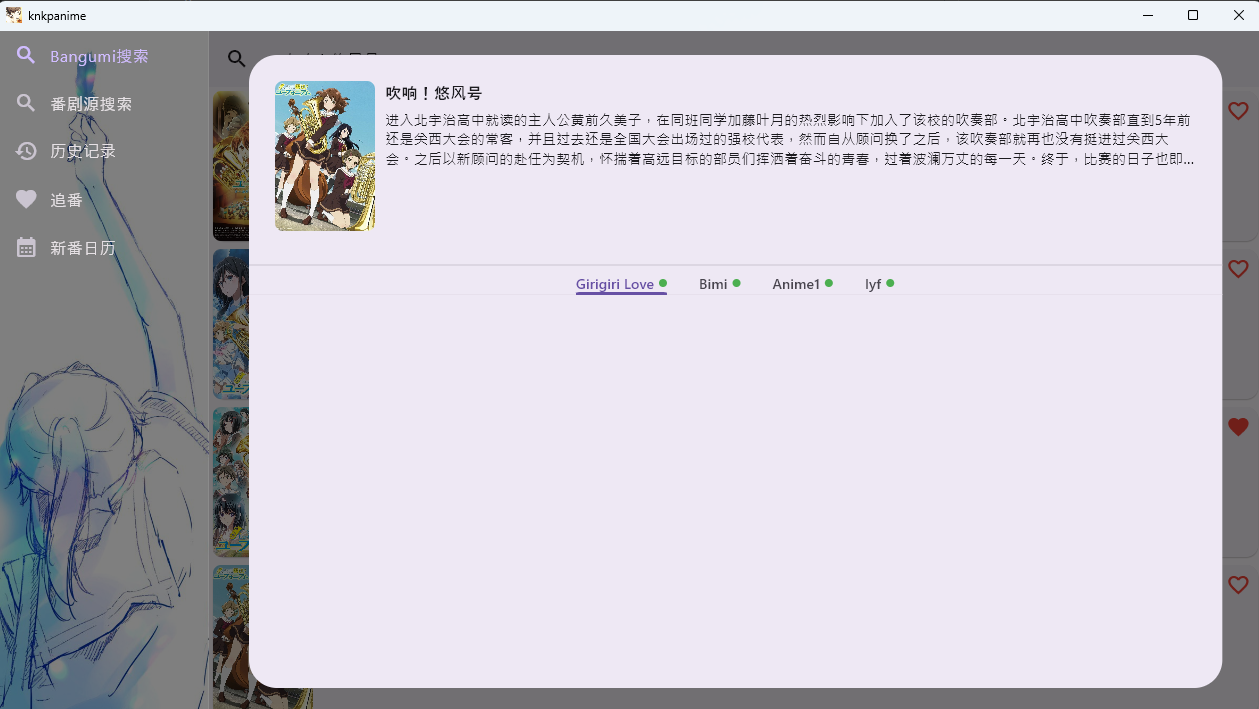 knkpanime
Bangumi搜索
番剧源搜索
历史记录
追番
新番日历
吹响！悠风号
进入北宇治高中就读的主人公黄前久美子，在同班同学加藤叶月的热烈影响下加入了该校的吹奏部。北宇治高中吹奏部直到5年前
还是关西大会的常客，并且过去还是全国大会出场过的强校代表，然而自从顾问换了之后，该吹奏部就再也没有挺进过关西大
会。之后以新顾问的赴任为契机，怀揣着高远目标的部员们挥洒着奋斗的青春，过着波澜万丈的每一天。终于，比赛的日子也即...
Girigiri Love
Bimi
Anime1
lyf